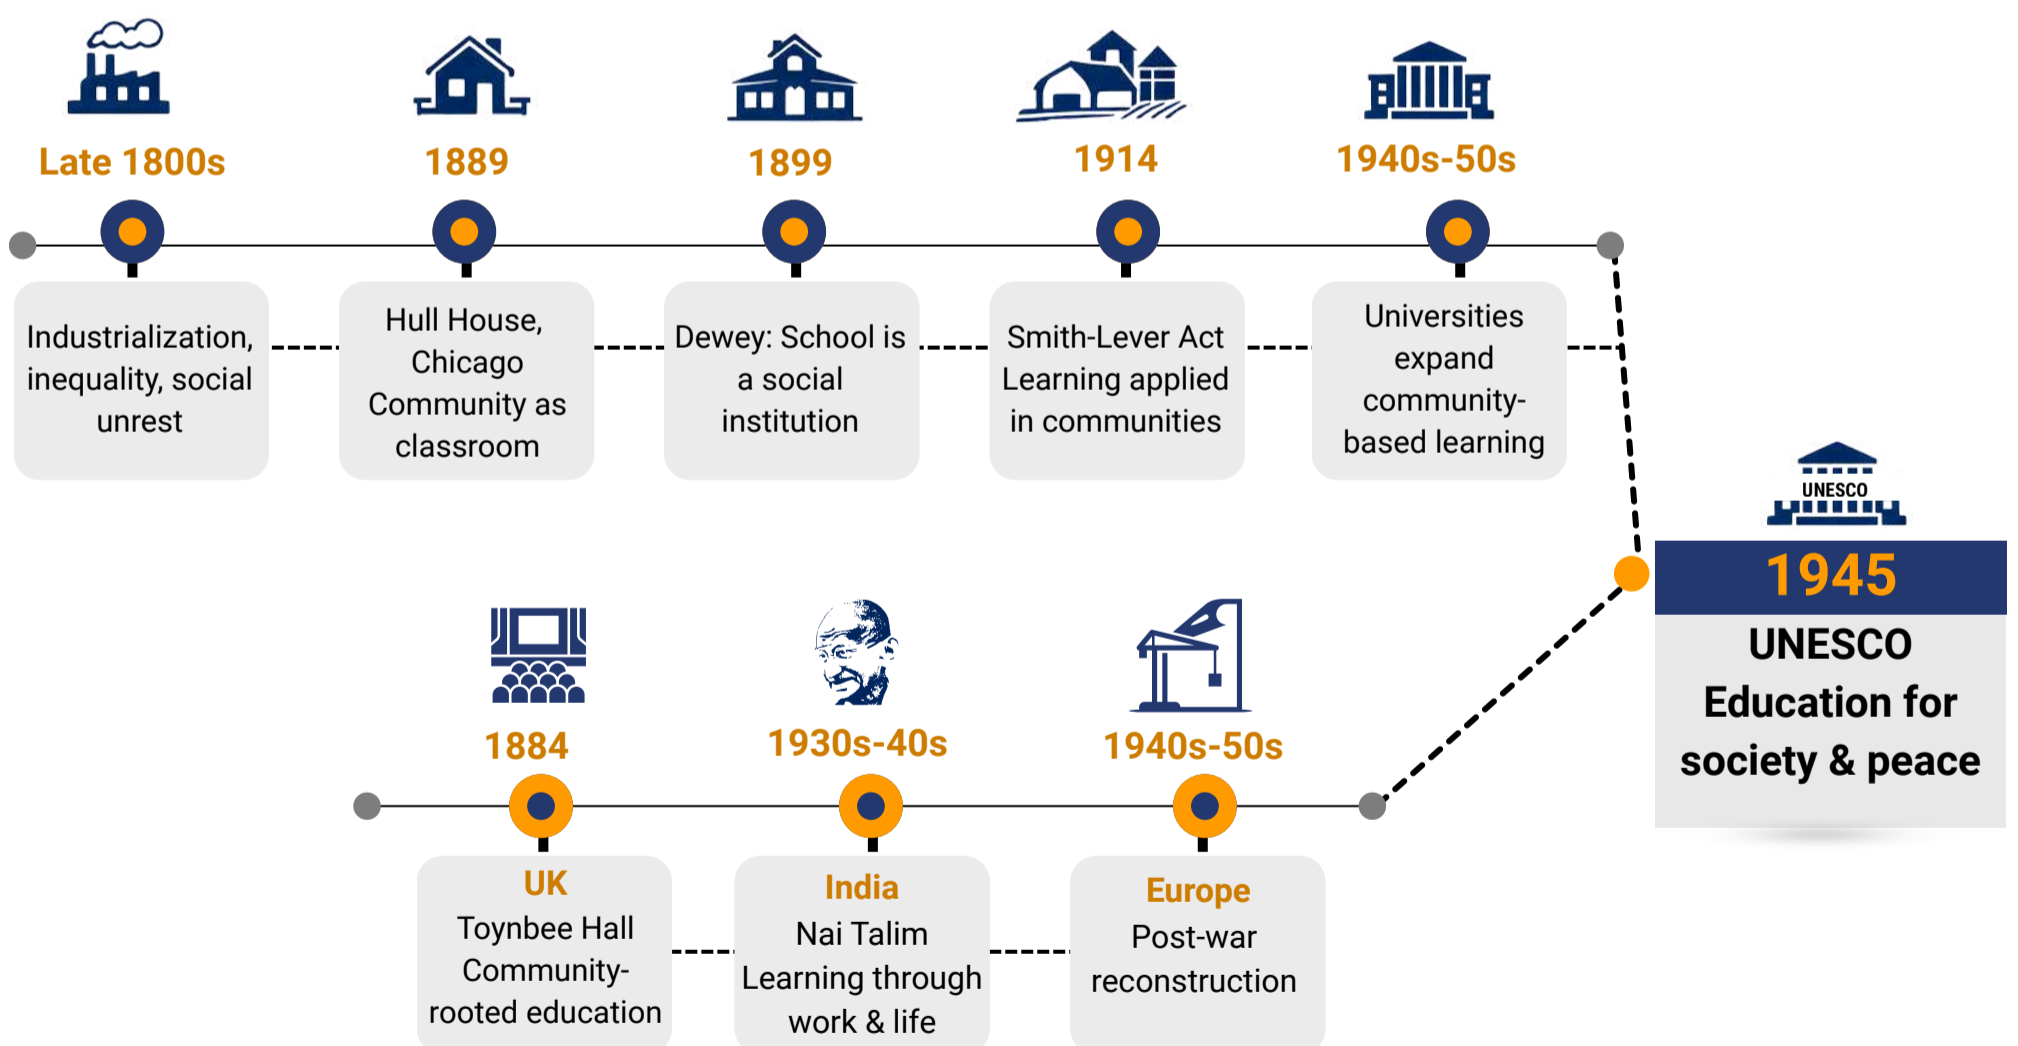 Late 1800s
Industrialization,
inequality, social
unrest
1889
Hull House,
Chicago
Community as
classroom
1899
Dewey: School is
a social
institution
1914
Smith-Lever Act
Learning applied
in communities
1940s-50s
Universities
expand
community-
based learning
1884
UK
Toynbee Hall
Community-
rooted education
1930s-40s
India
Nai Talim
Learning through
work & life
1940s-50s
Europe
Post-war
reconstruction
UNESCO
1945
UNESCO
Education for
society & peace